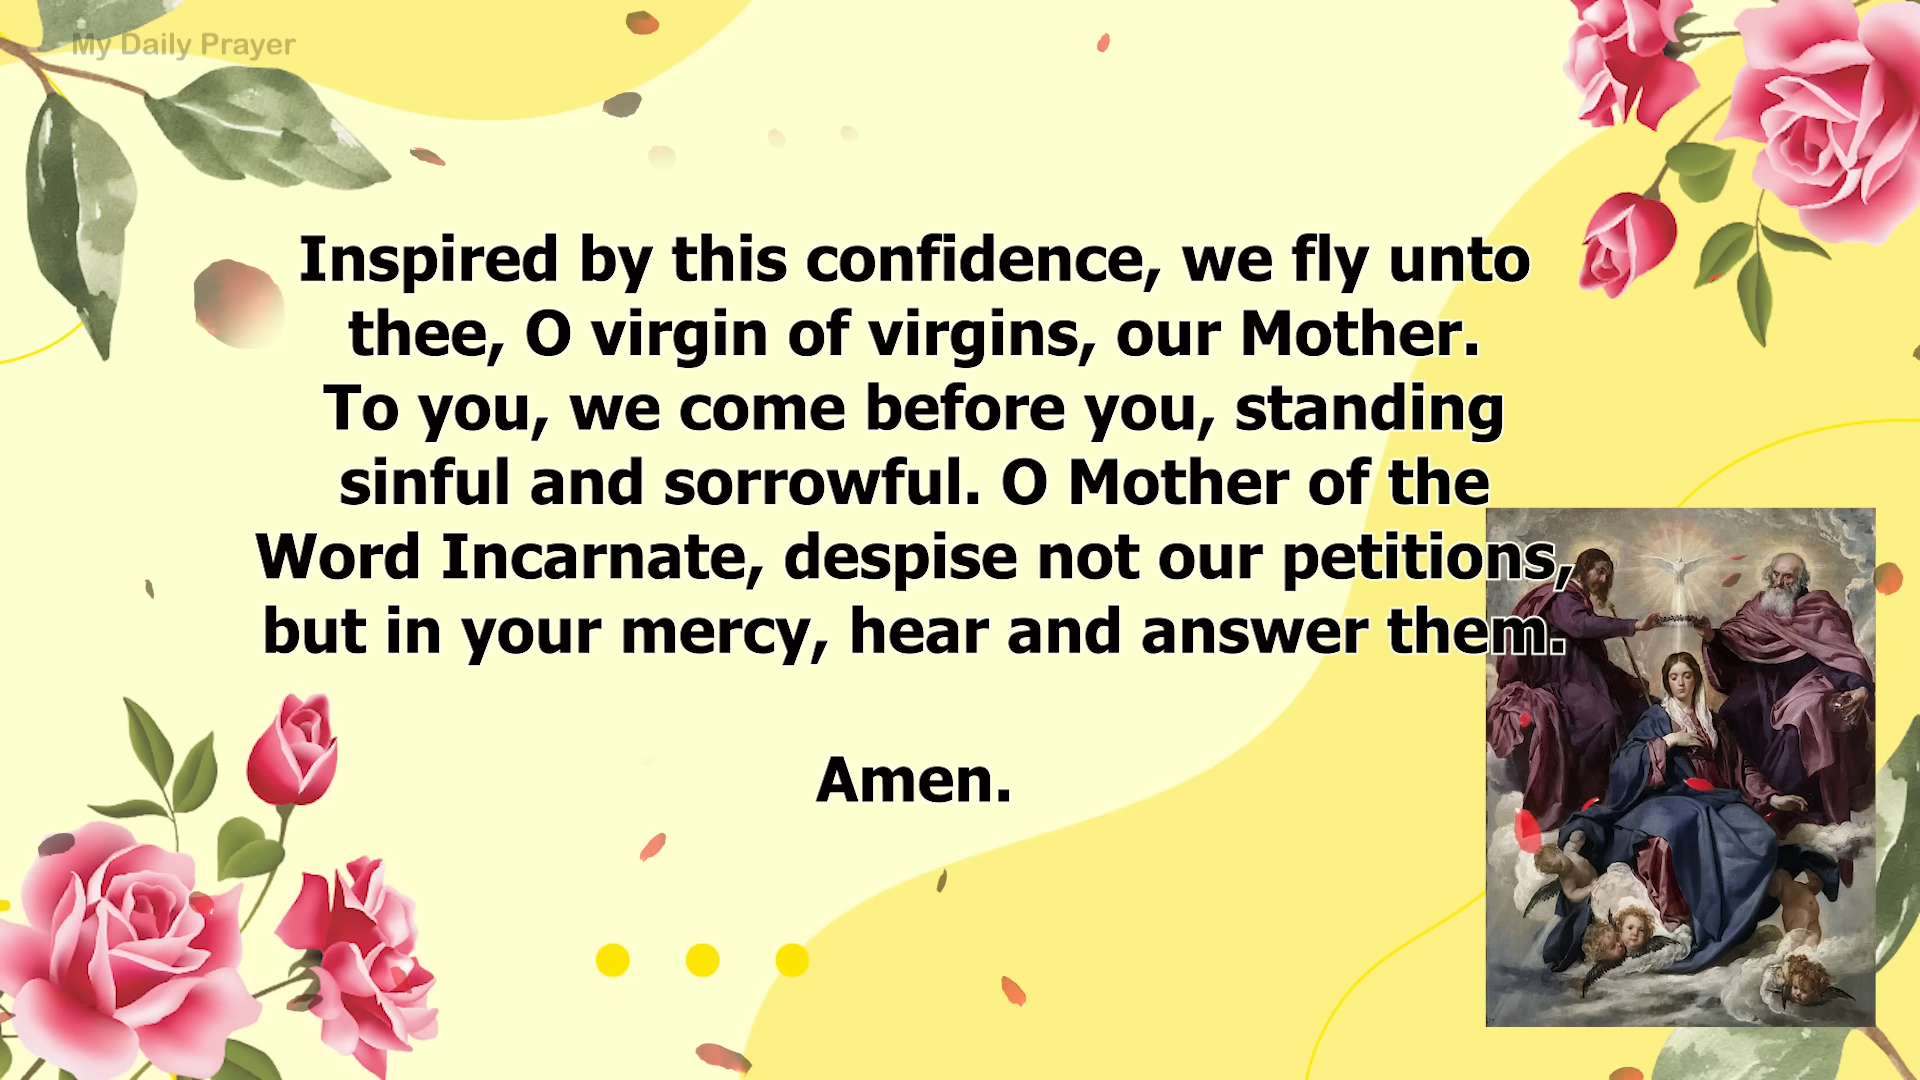 My Daily Prayer
Inspired by this confidence, we fly unto
thee, O virgin of virgins, our Mother.
To you, we come before you, standing
sinful and sorrowful. O Mother of the
Word Incarnate, despise not our petitions,
but in your mercy, hear and answer them.
Amen.